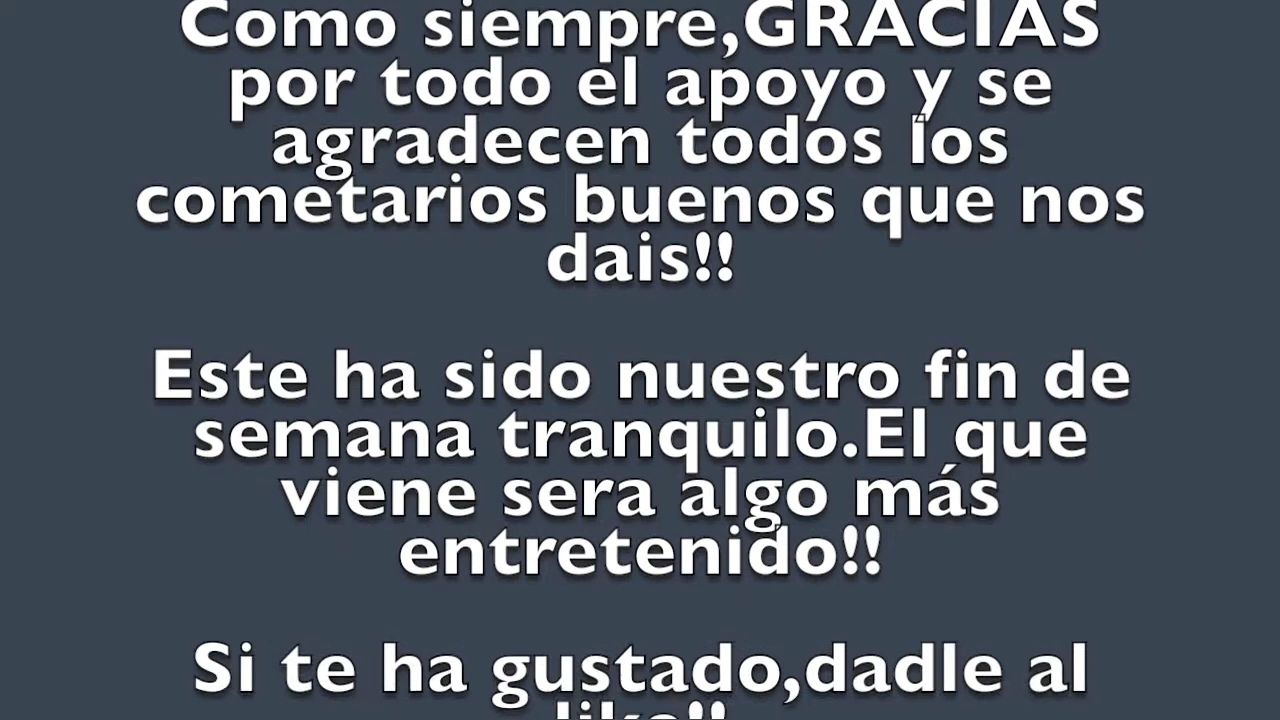 Como siempre,GRACIAS
por todo el apoyo y se
agradecen todos los
cometarios buenos que nos
dais!!
Este ha sido nuestro fin de
semana tranquilo.El que
viene sera algo más
entretenido!!
Si te ha gustado,dadle al
like!!